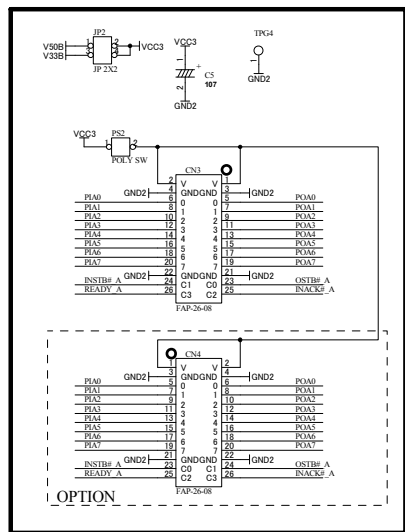 JP2
V50B 1 2 VCC3
V33B 3 4
JP 2X2
VCC3
1
+
C5
107
2
GND2
TPG4
1
GND2
VCC3 PS2
1 2
POLY SW
CN3
2 V V 1
GND2 4 GND GND 3 GND2
PIA0 6 0 0 5 POA0
PIA1 8 1 1 7 POA1
PIA2 10 2 2 9 POA2
PIA3 12 3 3 11 POA3
PIA4 14 4 4 13 POA4
PIA5 16 5 5 15 POA5
PIA6 18 6 6 17 POA6
PIA7 20 7 7 19 POA7
GND2 22 GND GND 21 GND2
INSTB#_A 24 C1 C0 23 OSTB#_A
READY_A 26 C3 C2 25 INACK#_A
FAP-26-08
CN4
1 V V 2
GND2 3 GND GND 4 GND2
PIA0 5 0 0 6 POA0
PIA1 7 1 1 8 POA1
PIA2 9 2 2 10 POA2
PIA3 11 3 3 12 POA3
PIA4 13 4 4 14 POA4
PIA5 15 5 5 16 POA5
PIA6 17 6 6 18 POA6
PIA7 19 7 7 20 POA7
GND2 21 GND GND 22 GND2
INSTB#_A 23 C0 C1 24 OSTB#_A
READY_A 25 C2 C3 26 INACK#_A
FAP-26-08
OPTION